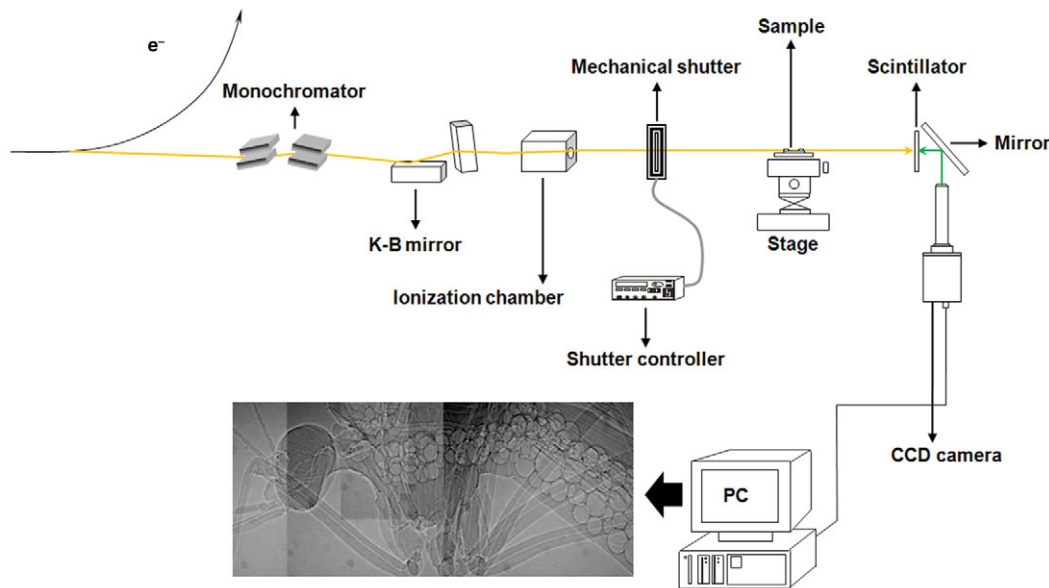 Sample
e⁻
Mechanical shutter
Scintillator
Monochromator
Mirror
K-B mirror
Stage
Ionization chamber
Shutter controller
CCD camera
PC